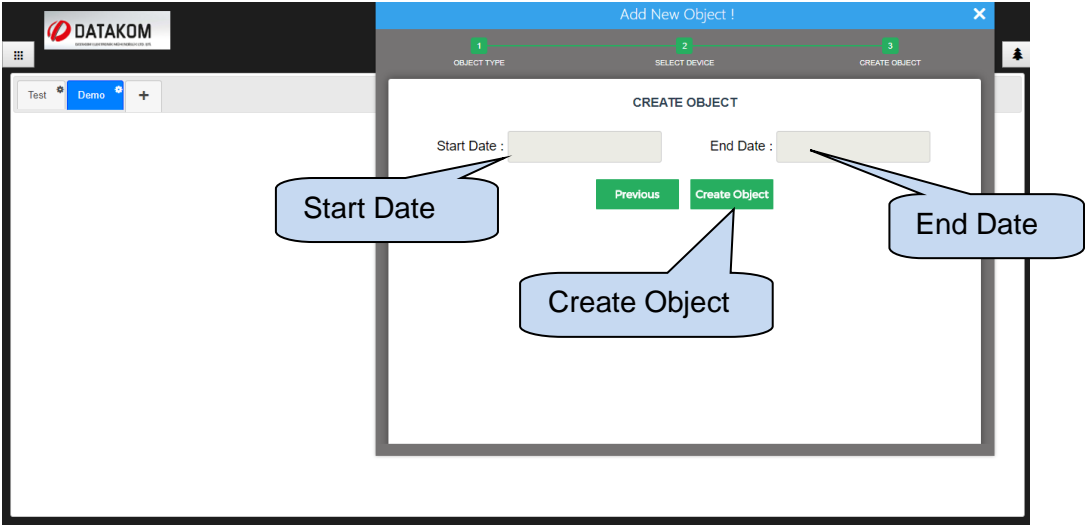 Add New Object !
DATAKOM
1
2
3
OBJECT TYPE
SELECT DEVICE
CREATE OBJECT
Test
Demo
+
CREATE OBJECT
Start Date :
End Date :
Previous
Create Object
Start Date
End Date
Create Object